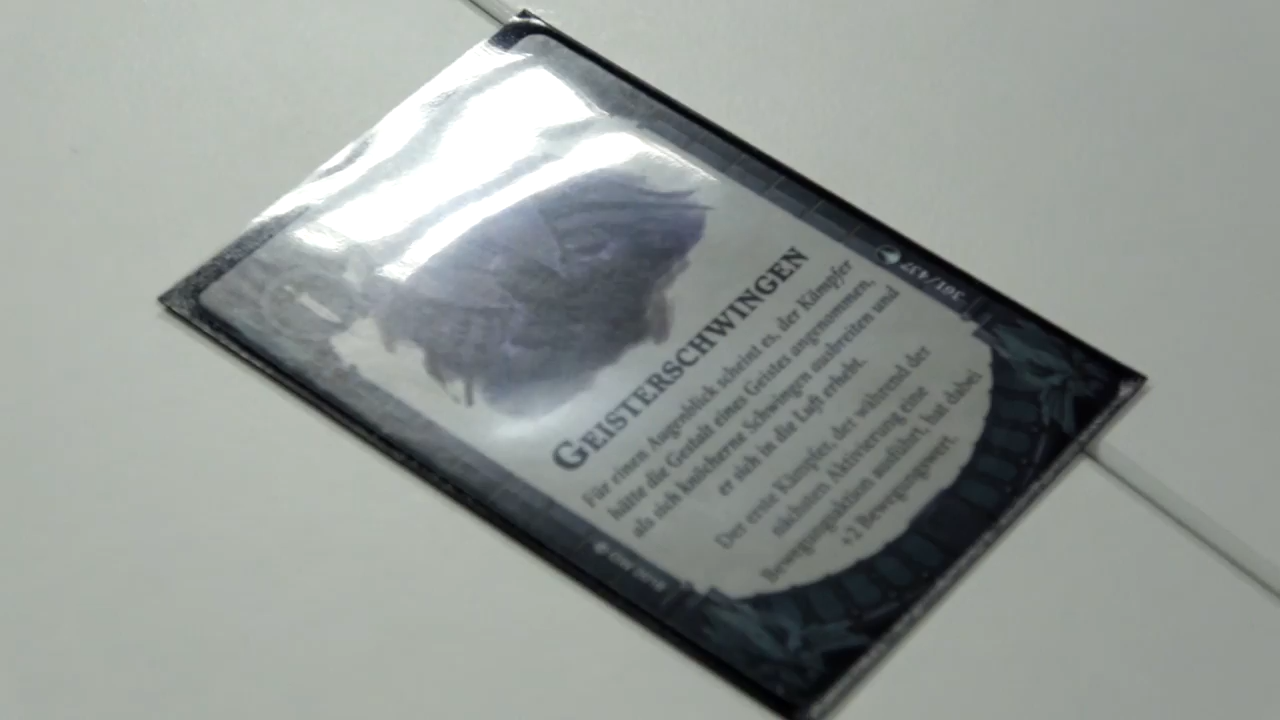 GEISTERSCHWINGEN
Für einen Augenblick scheint es, der Kämpfer
hätte die Gestalt eines Geistes angenommen,
als sich knöcherne Schwingen ausbreiten und
er sich in die Luft erhebt.
Der erste Kämpfer, der während der
nächsten Aktivierung eine
Bewegungsaktion ausführt, hat dabei
+2 Bewegungswert.
361/437